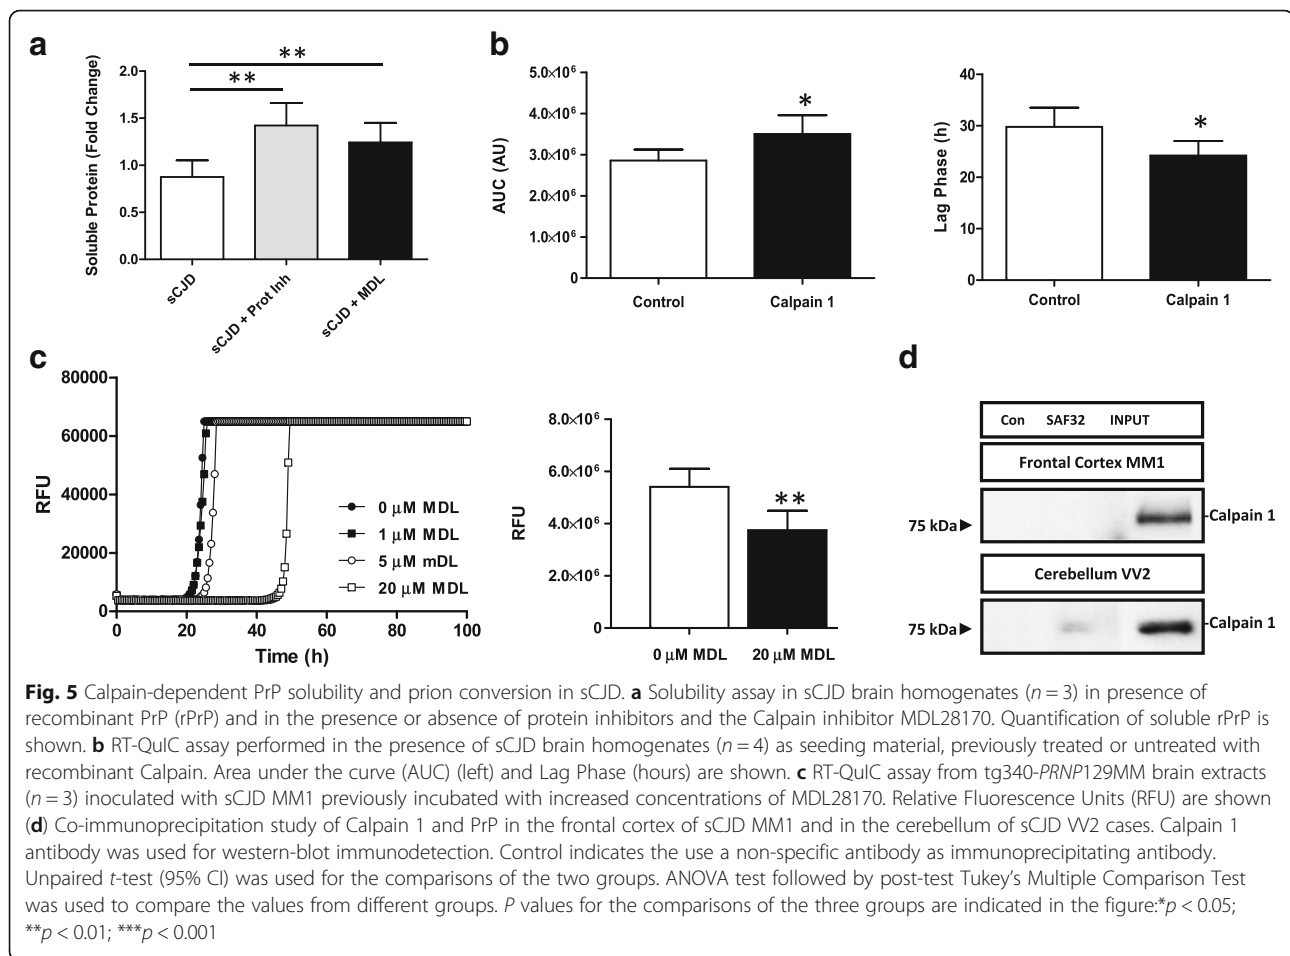 a
**
**
2.0
1.5
1.0
0.5
0.0
Soluble Protein (Fold Change)
sCJD
sCJD + Prot Inh
sCJD + MDL
b
5.0×10⁶
4.0×10⁶
3.0×10⁶
2.0×10⁶
1.0×10⁶
0
AUC (AU)
*
Control
Calpain 1
40
30
20
10
0
Lag Phase (h)
*
Control
Calpain 1
c
80000
60000
40000
20000
0
RFU
0 μM MDL
1 μM MDL
5 μM mDL
20 μM MDL
0 20 40 60 80 100
Time (h)
8.0×10⁶
6.0×10⁶
4.0×10⁶
2.0×10⁶
0
RFU
**
0 μM MDL 20 μM MDL
d
Con SAF32 INPUT
Frontal Cortex MM1
75 kDa
-Calpain 1
Cerebellum VV2
75 kDa
-Calpain 1
Fig. 5 Calpain-dependent PrP solubility and prion conversion in sCJD. a Solubility assay in sCJD brain homogenates (n = 3) in presence of
recombinant PrP (rPrP) and in the presence or absence of protein inhibitors and the Calpain inhibitor MDL28170. Quantification of soluble rPrP is
shown. b RT-QuIC assay performed in the presence of sCJD brain homogenates (n = 4) as seeding material, previously treated or untreated with
recombinant Calpain. Area under the curve (AUC) (left) and Lag Phase (hours) are shown. c RT-QuIC assay from tg340-PRNP129MM brain extracts
(n = 3) inoculated with sCJD MM1 previously incubated with increased concentrations of MDL28170. Relative Fluorescence Units (RFU) are shown
(d) Co-immunoprecipitation study of Calpain 1 and PrP in the frontal cortex of sCJD MM1 and in the cerebellum of sCJD VV2 cases. Calpain 1
antibody was used for western-blot immunodetection. Control indicates the use a non-specific antibody as immunoprecipitating antibody.
Unpaired t-test (95% CI) was used for the comparisons of the two groups. ANOVA test followed by post-test Tukey's Multiple Comparison Test
was used to compare the values from different groups. P values for the comparisons of the three groups are indicated in the figure:*p < 0.05;
**p < 0.01; ***p < 0.001